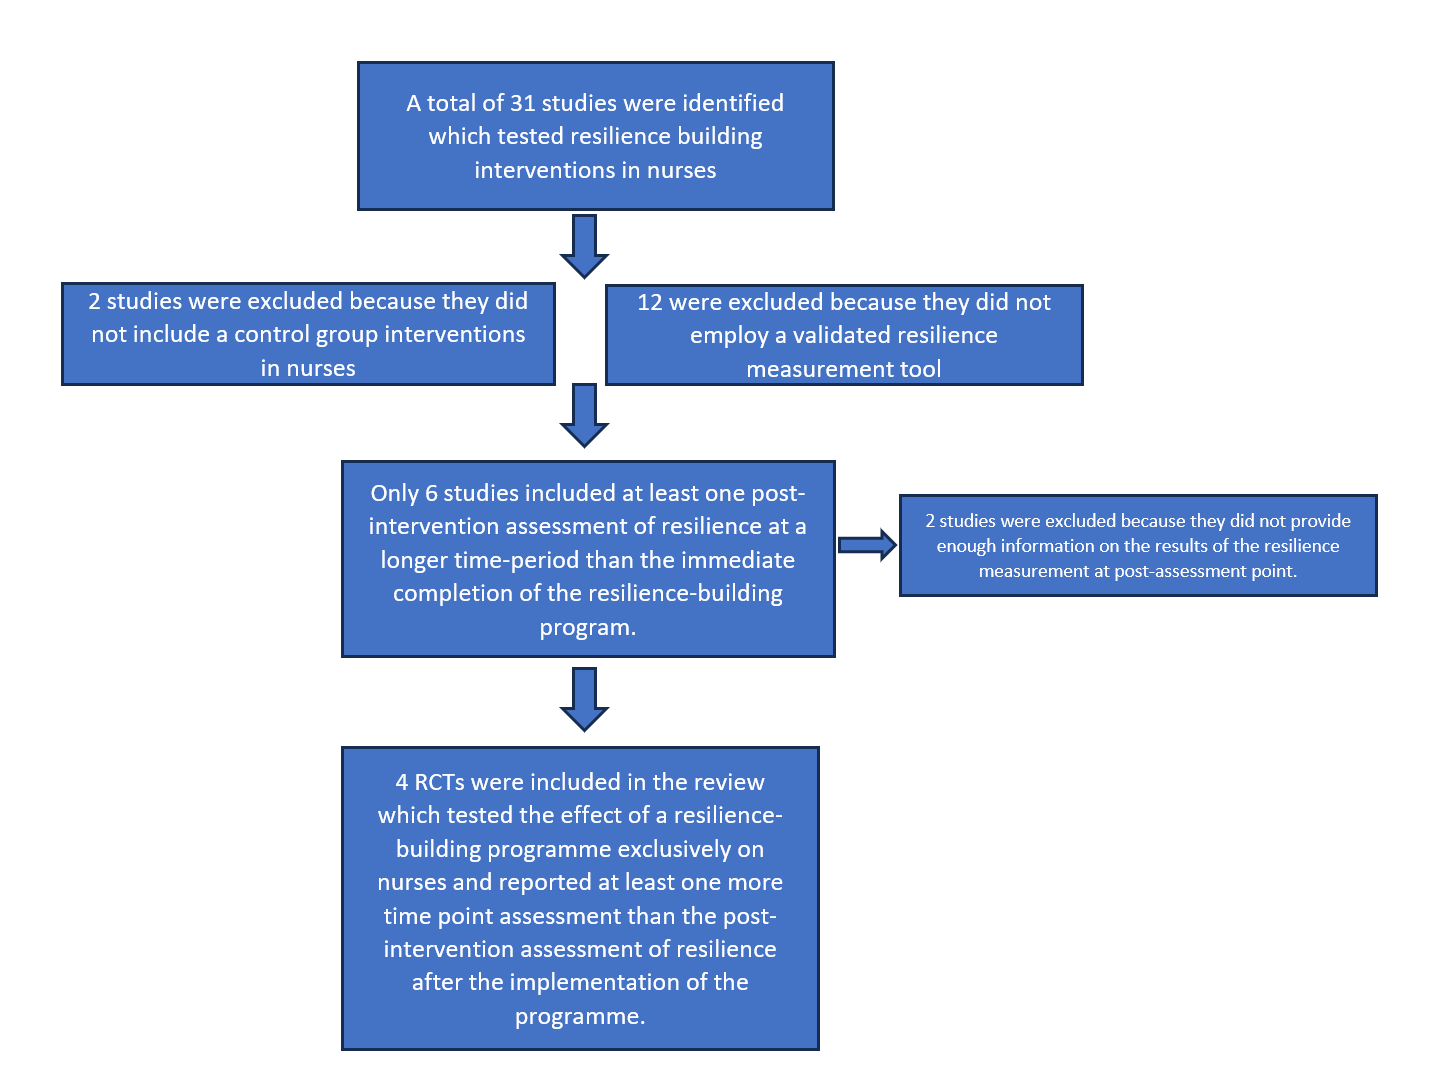 A total of 31 studies were identified
which tested resilience building
interventions in nurses
2 studies were excluded because they did
not include a control group interventions
in nurses
12 were excluded because they did not
employ a validated resilience
measurement tool
Only 6 studies included at least one post-
intervention assessment of resilience at a
longer time-period than the immediate
completion of the resilience-building
program.
2 studies were excluded because they did not provide
enough information on the results of the resilience
measurement at post-assessment point.
4 RCTs were included in the review
which tested the effect of a resilience-
building programme exclusively on
nurses and reported at least one more
time point assessment than the post-
intervention assessment of resilience
after the implementation of the
programme.